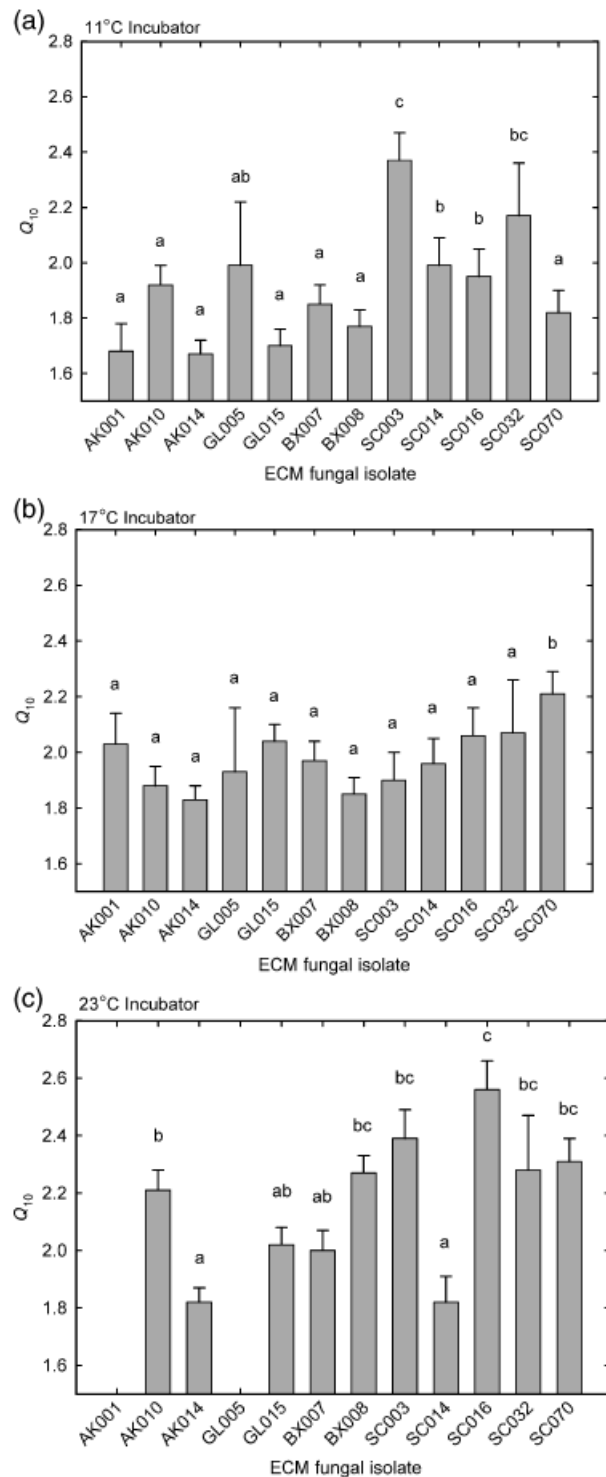 (a)
11°C Incubator
2.8
2.6
2.4
2.2
2.0
1.8
1.6
Q10
a
a
a
ab
a
a
a
c
b
b
bc
a
AK001
AK010
AK014
GL005
GL015
BX007
BX008
SC003
SC014
SC016
SC032
SC070
ECM fungal isolate
(b)
17°C Incubator
2.8
2.6
2.4
2.2
2.0
1.8
1.6
Q10
a
a
a
a
a
a
a
a
a
a
a
b
AK001
AK010
AK014
GL005
GL015
BX007
BX008
SC003
SC014
SC016
SC032
SC070
ECM fungal isolate
(c)
23°C Incubator
2.8
2.6
2.4
2.2
2.0
1.8
1.6
Q10
b
a
ab
ab
bc
bc
a
c
bc
bc
AK001
AK010
AK014
GL005
GL015
BX007
BX008
SC003
SC014
SC016
SC032
SC070
ECM fungal isolate